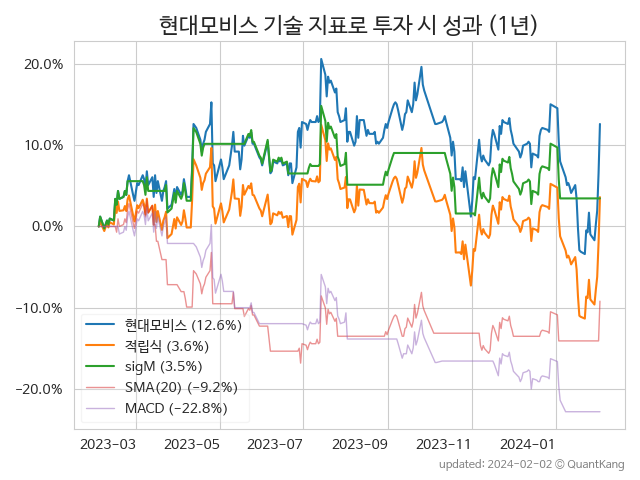 현대모비스 기술 지표로 투자 시 성과 (1년)
20.0%
10.0%
0.0%
−10.0%
−20.0%
현대모비스 (12.6%)
적립식 (3.6%)
sigM (3.5%)
SMA(20) (−9.2%)
MACD (−22.8%)
2023-03 2023-05 2023-07 2023-09 2023-11 2024-01
updated: 2024-02-02 © QuantKang